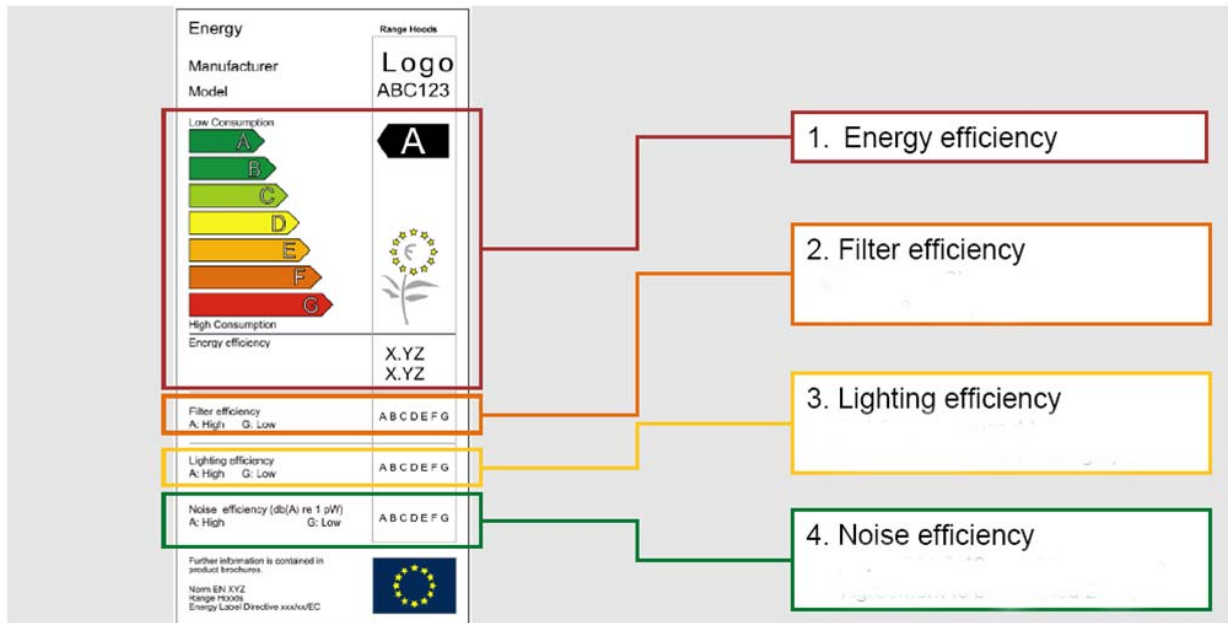 Energy
Range Hoods
Manufacturer
Logo
Model
ABC123
Low Consumption
A
A
B
C
D
E
F
G
High Consumption
Energy efficiency
X.YZ
X.YZ
Filter efficiency
A: High G: Low
A B C D E F G
Lighting efficiency
A: High G: Low
A B C D E F G
Noise efficiency (db(A) re 1 pW)
A: High G: Low
A B C D E F G
Further information is contained in
product brochures.
Norm EN XYZ
Range Hoods
Energy Label Directive xxx/xx/EC
1. Energy efficiency
2. Filter efficiency
3. Lighting efficiency
4. Noise efficiency